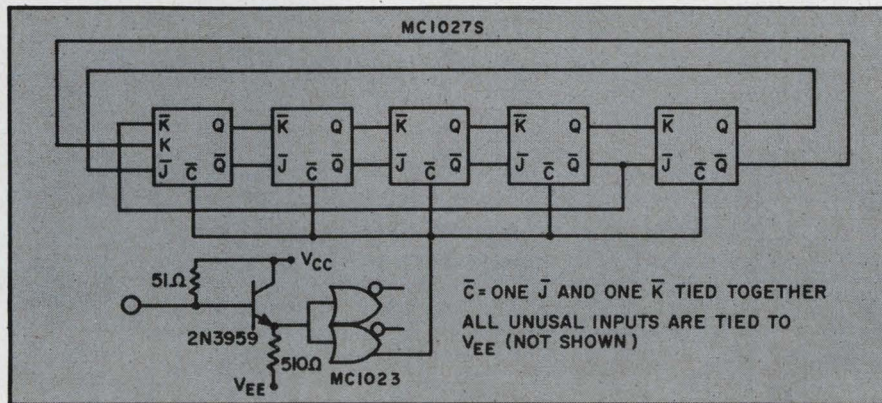 MC1027S
K̅ Q K̅ Q K̅ Q K̅ Q K̅ Q
K
J̅ C̅ Q̅ J̅ C̅ Q̅ J̅ C̅ Q̅ J̅ C̅ Q̅ J̅ C̅ Q̅
51Ω
VCC
2N3959
510Ω
VEE
MC1023
C̅ = ONE J̅ AND ONE K̅ TIED TOGETHER
ALL UNUSAL INPUTS ARE TIED TO
VEE (NOT SHOWN)